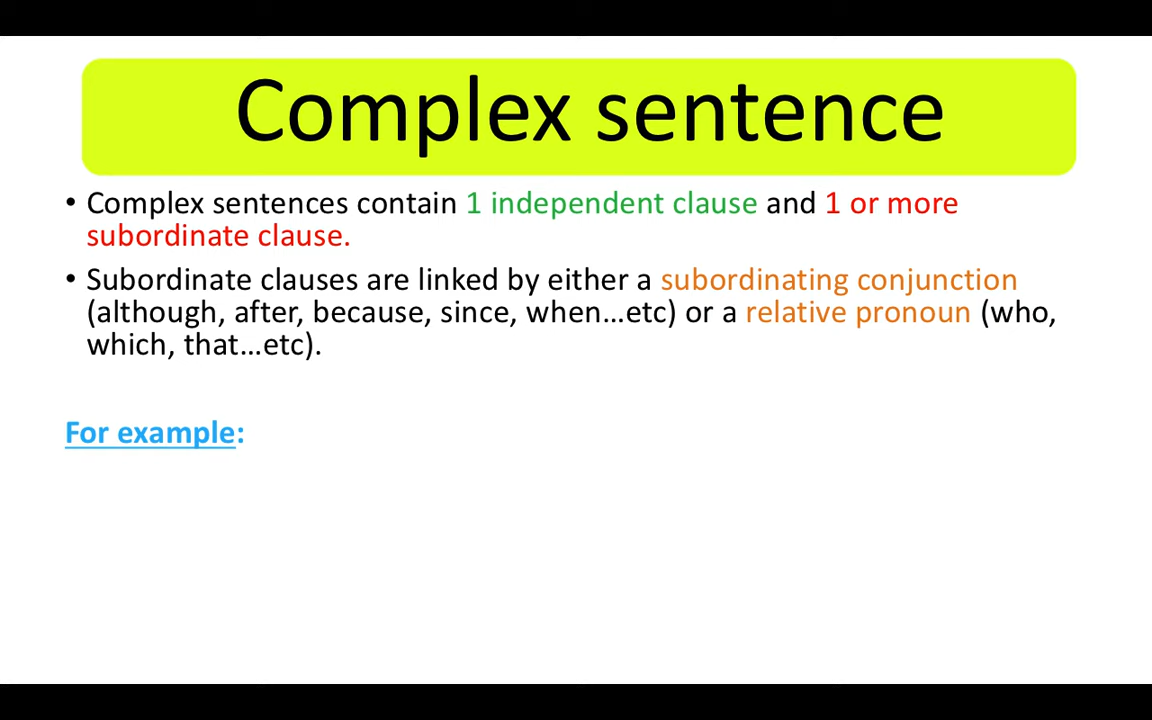 Complex sentence
• Complex sentences contain 1 independent clause and 1 or more
subordinate clause.
• Subordinate clauses are linked by either a subordinating conjunction
(although, after, because, since, when…etc) or a relative pronoun (who,
which, that…etc).
For example: